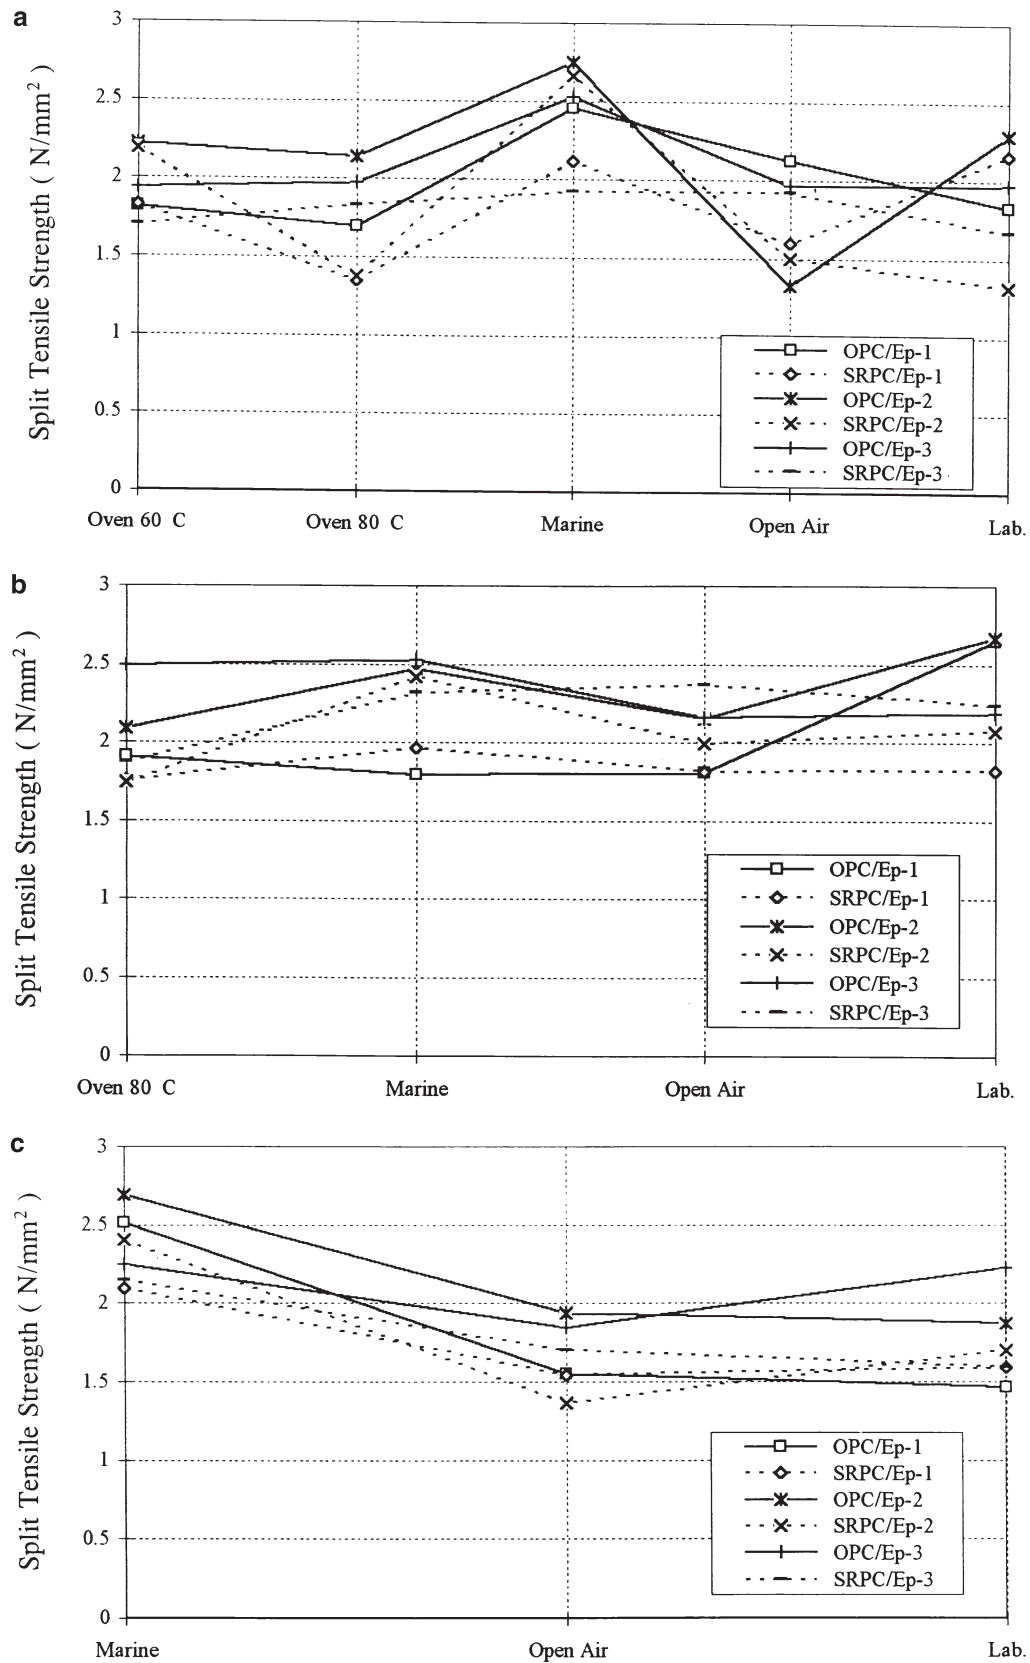 a
Split Tensile Strength ( N/mm² )
3
2.5
2
1.5
1
0.5
0
Oven 60 C
Oven 80 C
Marine
Open Air
Lab.
OPC/Ep-1
SRPC/Ep-1
OPC/Ep-2
SRPC/Ep-2
OPC/Ep-3
SRPC/Ep-3
b
Split Tensile Strength ( N/mm² )
3
2.5
2
1.5
1
0.5
0
Oven 80 C
Marine
Open Air
Lab.
OPC/Ep-1
SRPC/Ep-1
OPC/Ep-2
SRPC/Ep-2
OPC/Ep-3
SRPC/Ep-3
c
Split Tensile Strength ( N/mm² )
3
2.5
2
1.5
1
0.5
0
Marine
Open Air
Lab.
OPC/Ep-1
SRPC/Ep-1
OPC/Ep-2
SRPC/Ep-2
OPC/Ep-3
SRPC/Ep-3